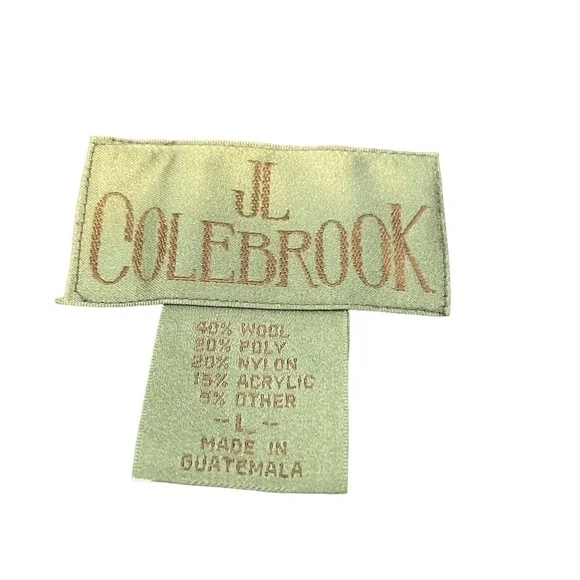 JL
COLEBROOK
40% WOOL
20% POLY
20% NYLON
15% ACRYLIC
5% OTHER
-L-
MADE IN
GUATEMALA